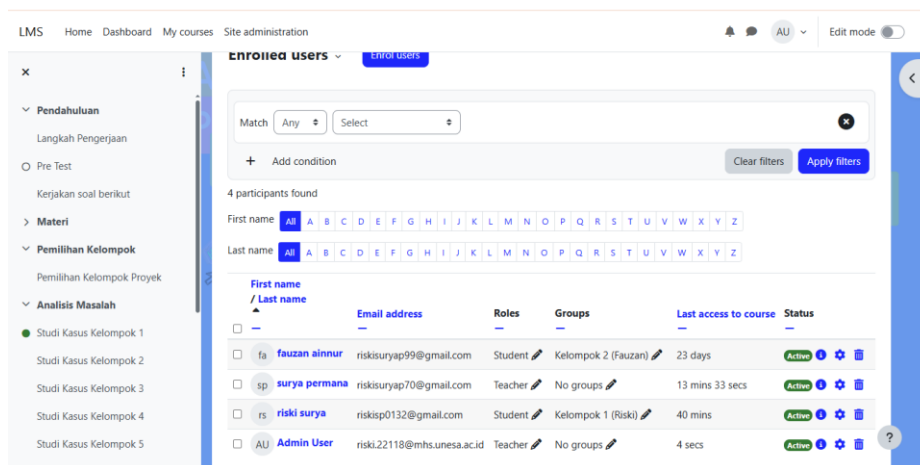 LMS Home Dashboard My courses Site administration AU Edit mode
Enrolled users Enrol users
Pendahuluan
Langkah Pengerjaan
Pre Test
Kerjakan soal berikut
Materi
Pemilihan Kelompok
Pemilihan Kelompok Proyek
Analisis Masalah
Studi Kasus Kelompok 1
Studi Kasus Kelompok 2
Studi Kasus Kelompok 3
Studi Kasus Kelompok 4
Studi Kasus Kelompok 5
Match Any Select
+ Add condition Clear filters Apply filters
4 participants found
First name All A B C D E F G H I J K L M N O P Q R S T U V W X Y Z
Last name All A B C D E F G H I J K L M N O P Q R S T U V W X Y Z
First name
/ Last name
Email address Roles Groups Last access to course Status
fa fauzan ainnur riskisuryap99@gmail.com Student Kelompok 2 (Fauzan) 23 days Active
sp surya permana riskisuryap70@gmail.com Teacher No groups 13 mins 33 secs Active
rs riski surya riskisp0132@gmail.com Student Kelompok 1 (Riski) 40 mins Active
AU Admin User riski.22118@mhs.unesa.ac.id Teacher No groups 4 secs Active
?